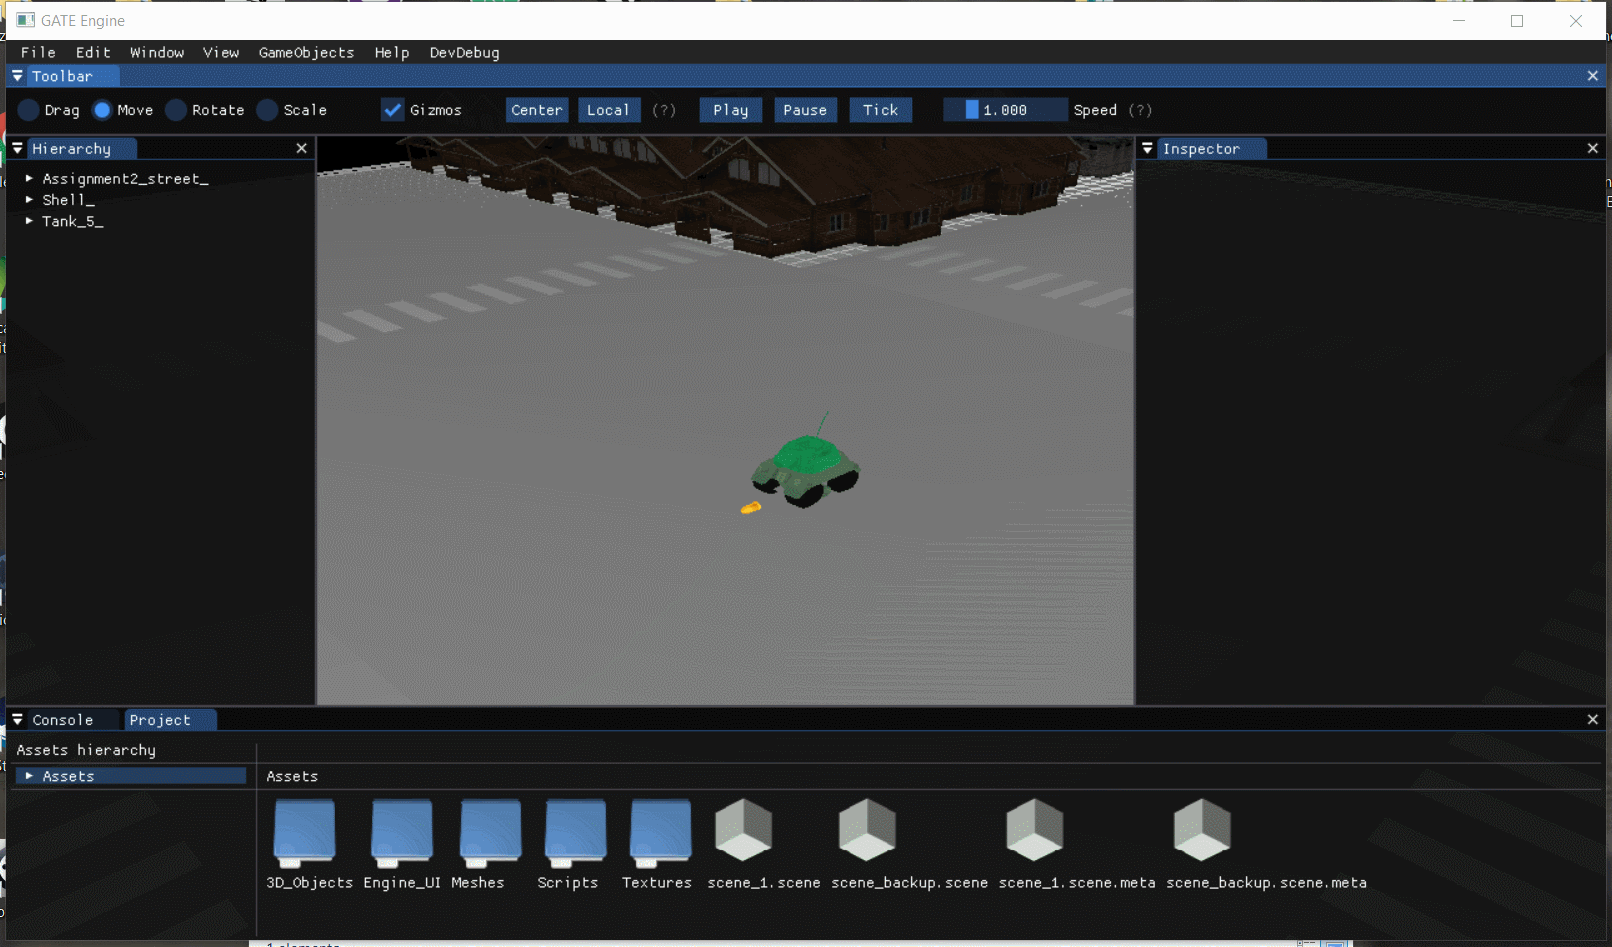 GATE Engine
File Edit Window View GameObjects Help DevDebug
Toolbar
Drag Move Rotate Scale Gizmos Center Local (?) Play Pause Tick 1.000 Speed (?)
Hierarchy
Inspector
Assignment2_street_
Shell_
Tank_5_
Console Project
Assets hierarchy
Assets
Assets
3D_Objects Engine_UI Meshes Scripts Textures scene_1.scene scene_backup.scene scene_1.scene.meta scene_backup.scene.meta